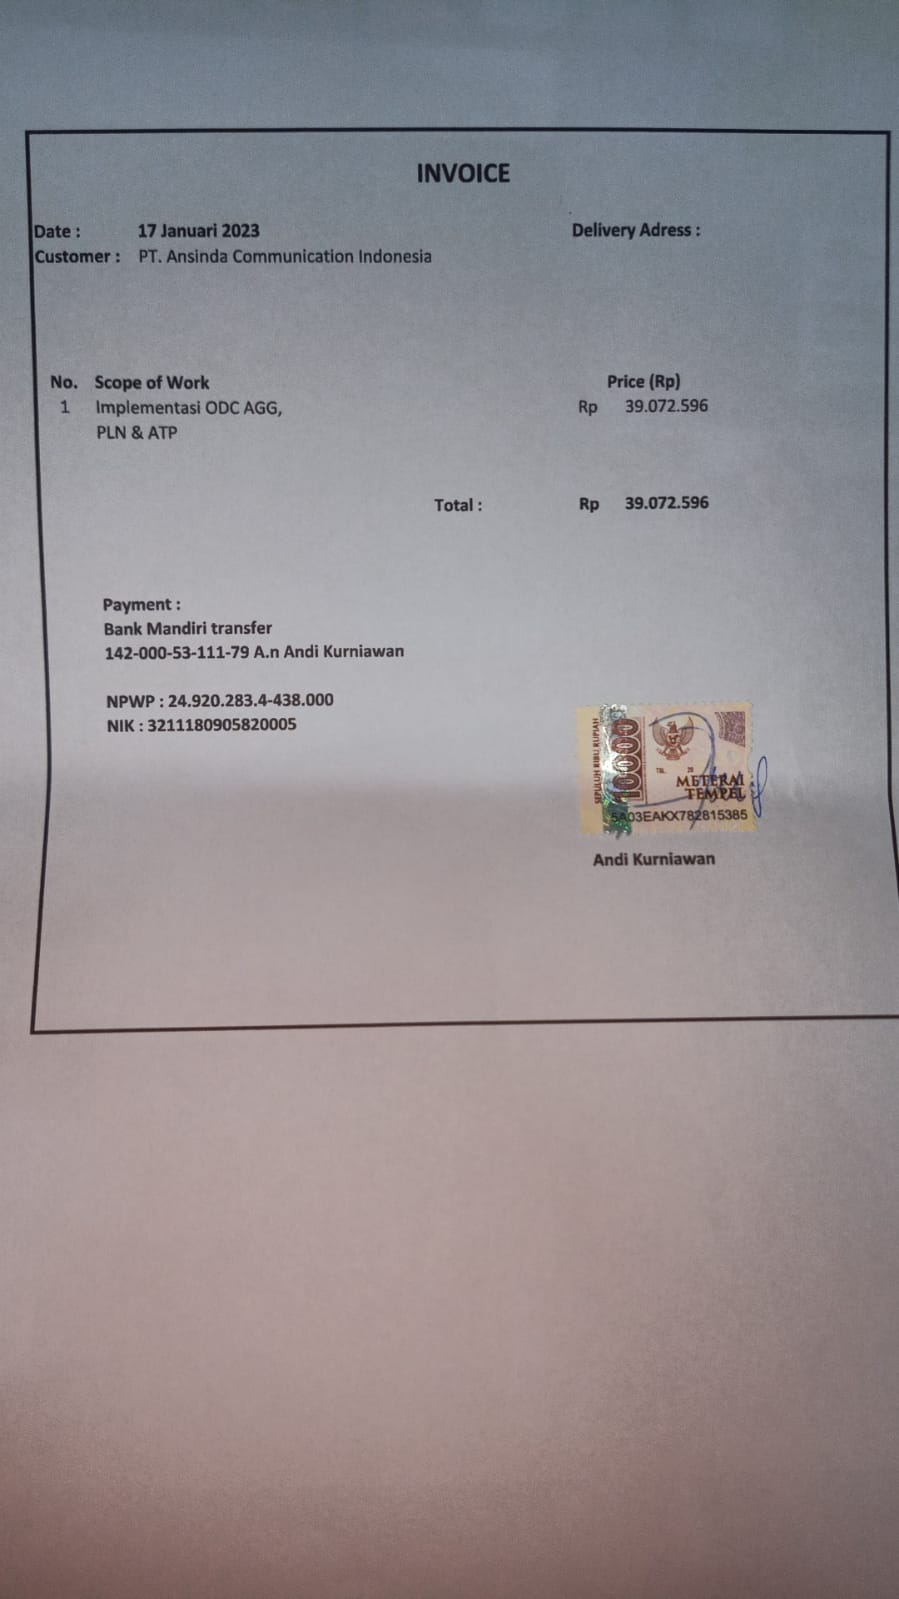 INVOICE
Date : 17 Januari 2023 Delivery Adress :
Customer : PT. Ansinda Communication Indonesia
No. Scope of Work Price (Rp)
1 Implementasi ODC AGG, Rp 39.072.596
PLN & ATP
Total : Rp 39.072.596
Payment :
Bank Mandiri transfer
142-000-53-111-79 A.n Andi Kurniawan
NPWP : 24.920.283.4-438.000
NIK : 3211180905820005
SEPULUH RIBU RUPIAH
10000
TGL. 20
METERAI
TEMPEL
5A03EAKX782815385
Andi Kurniawan